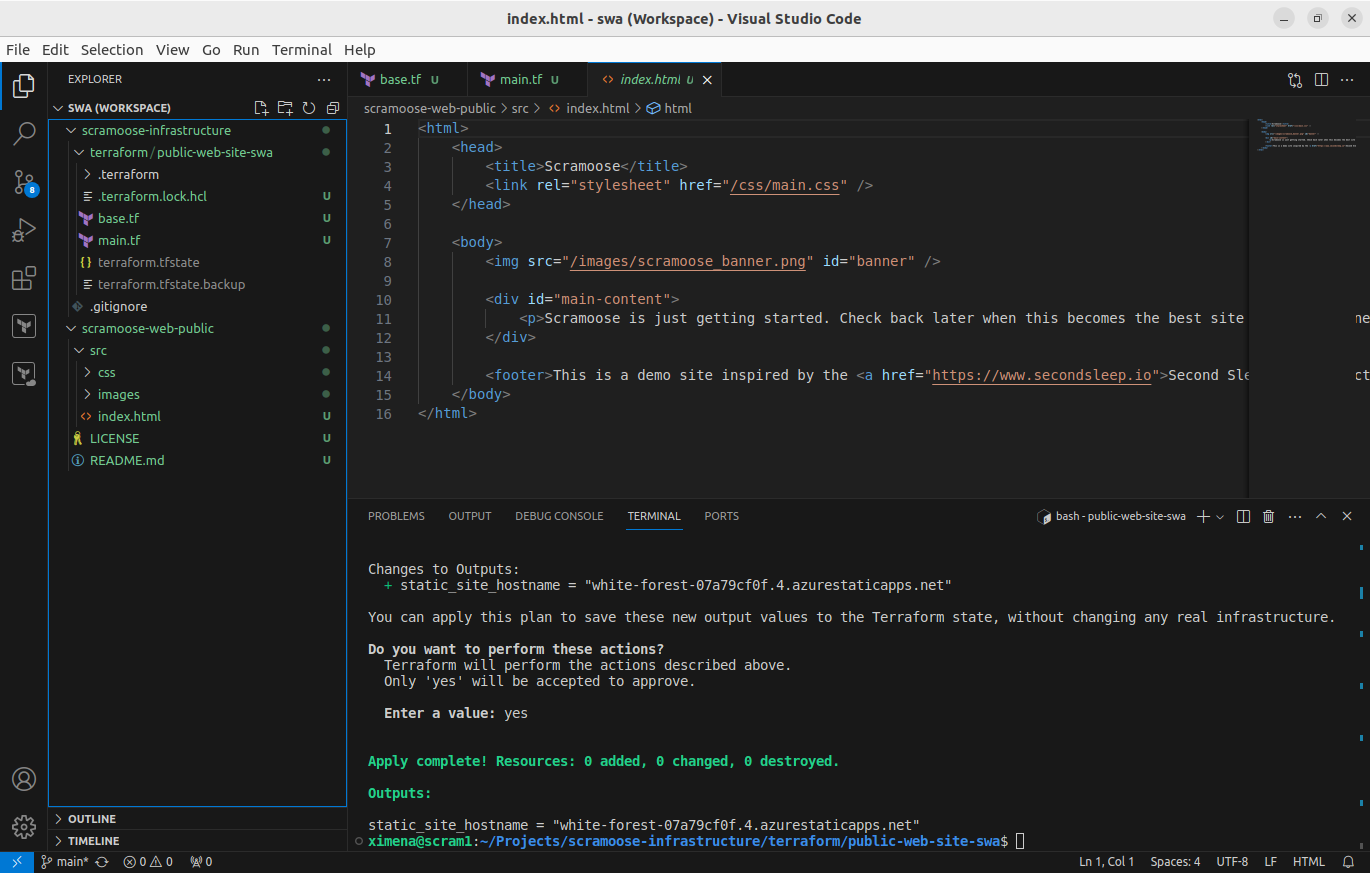 index.html - swa (Workspace) - Visual Studio Code
File Edit Selection View Go Run Terminal Help
EXPLORER
SWA (WORKSPACE)
scramoose-infrastructure
terraform / public-web-site-swa
.terraform
.terraform.lock.hcl U
base.tf U
main.tf U
{} terraform.tfstate
terraform.tfstate.backup
.gitignore
scramoose-web-public
src
css
images
<> index.html U
LICENSE U
README.md U
OUTLINE
TIMELINE
8
base.tf U main.tf U <> index.html U
scramoose-web-public > src > <> index.html > html
1 <html>
2 <head>
3 <title>Scramoose</title>
4 <link rel="stylesheet" href="/css/main.css" />
5 </head>
6
7 <body>
8 <img src="/images/scramoose_banner.png" id="banner" />
9
10 <div id="main-content">
11 <p>Scramoose is just getting started. Check back later when this becomes the best site ne
12 </div>
13
14 <footer>This is a demo site inspired by the <a href="https://www.secondsleep.io">Second Sle ct
15 </body>
16 </html>
PROBLEMS OUTPUT DEBUG CONSOLE TERMINAL PORTS
bash - public-web-site-swa
Changes to Outputs:
+ static_site_hostname = "white-forest-07a79cf0f.4.azurestaticapps.net"
You can apply this plan to save these new output values to the Terraform state, without changing any real infrastructure.
Do you want to perform these actions?
Terraform will perform the actions described above.
Only 'yes' will be accepted to approve.
Enter a value: yes
Apply complete! Resources: 0 added, 0 changed, 0 destroyed.
Outputs:
static_site_hostname = "white-forest-07a79cf0f.4.azurestaticapps.net"
ximena@scram1:~/Projects/scramoose-infrastructure/terraform/public-web-site-swa$
main* 0 0 0 Ln 1, Col 1 Spaces: 4 UTF-8 LF HTML